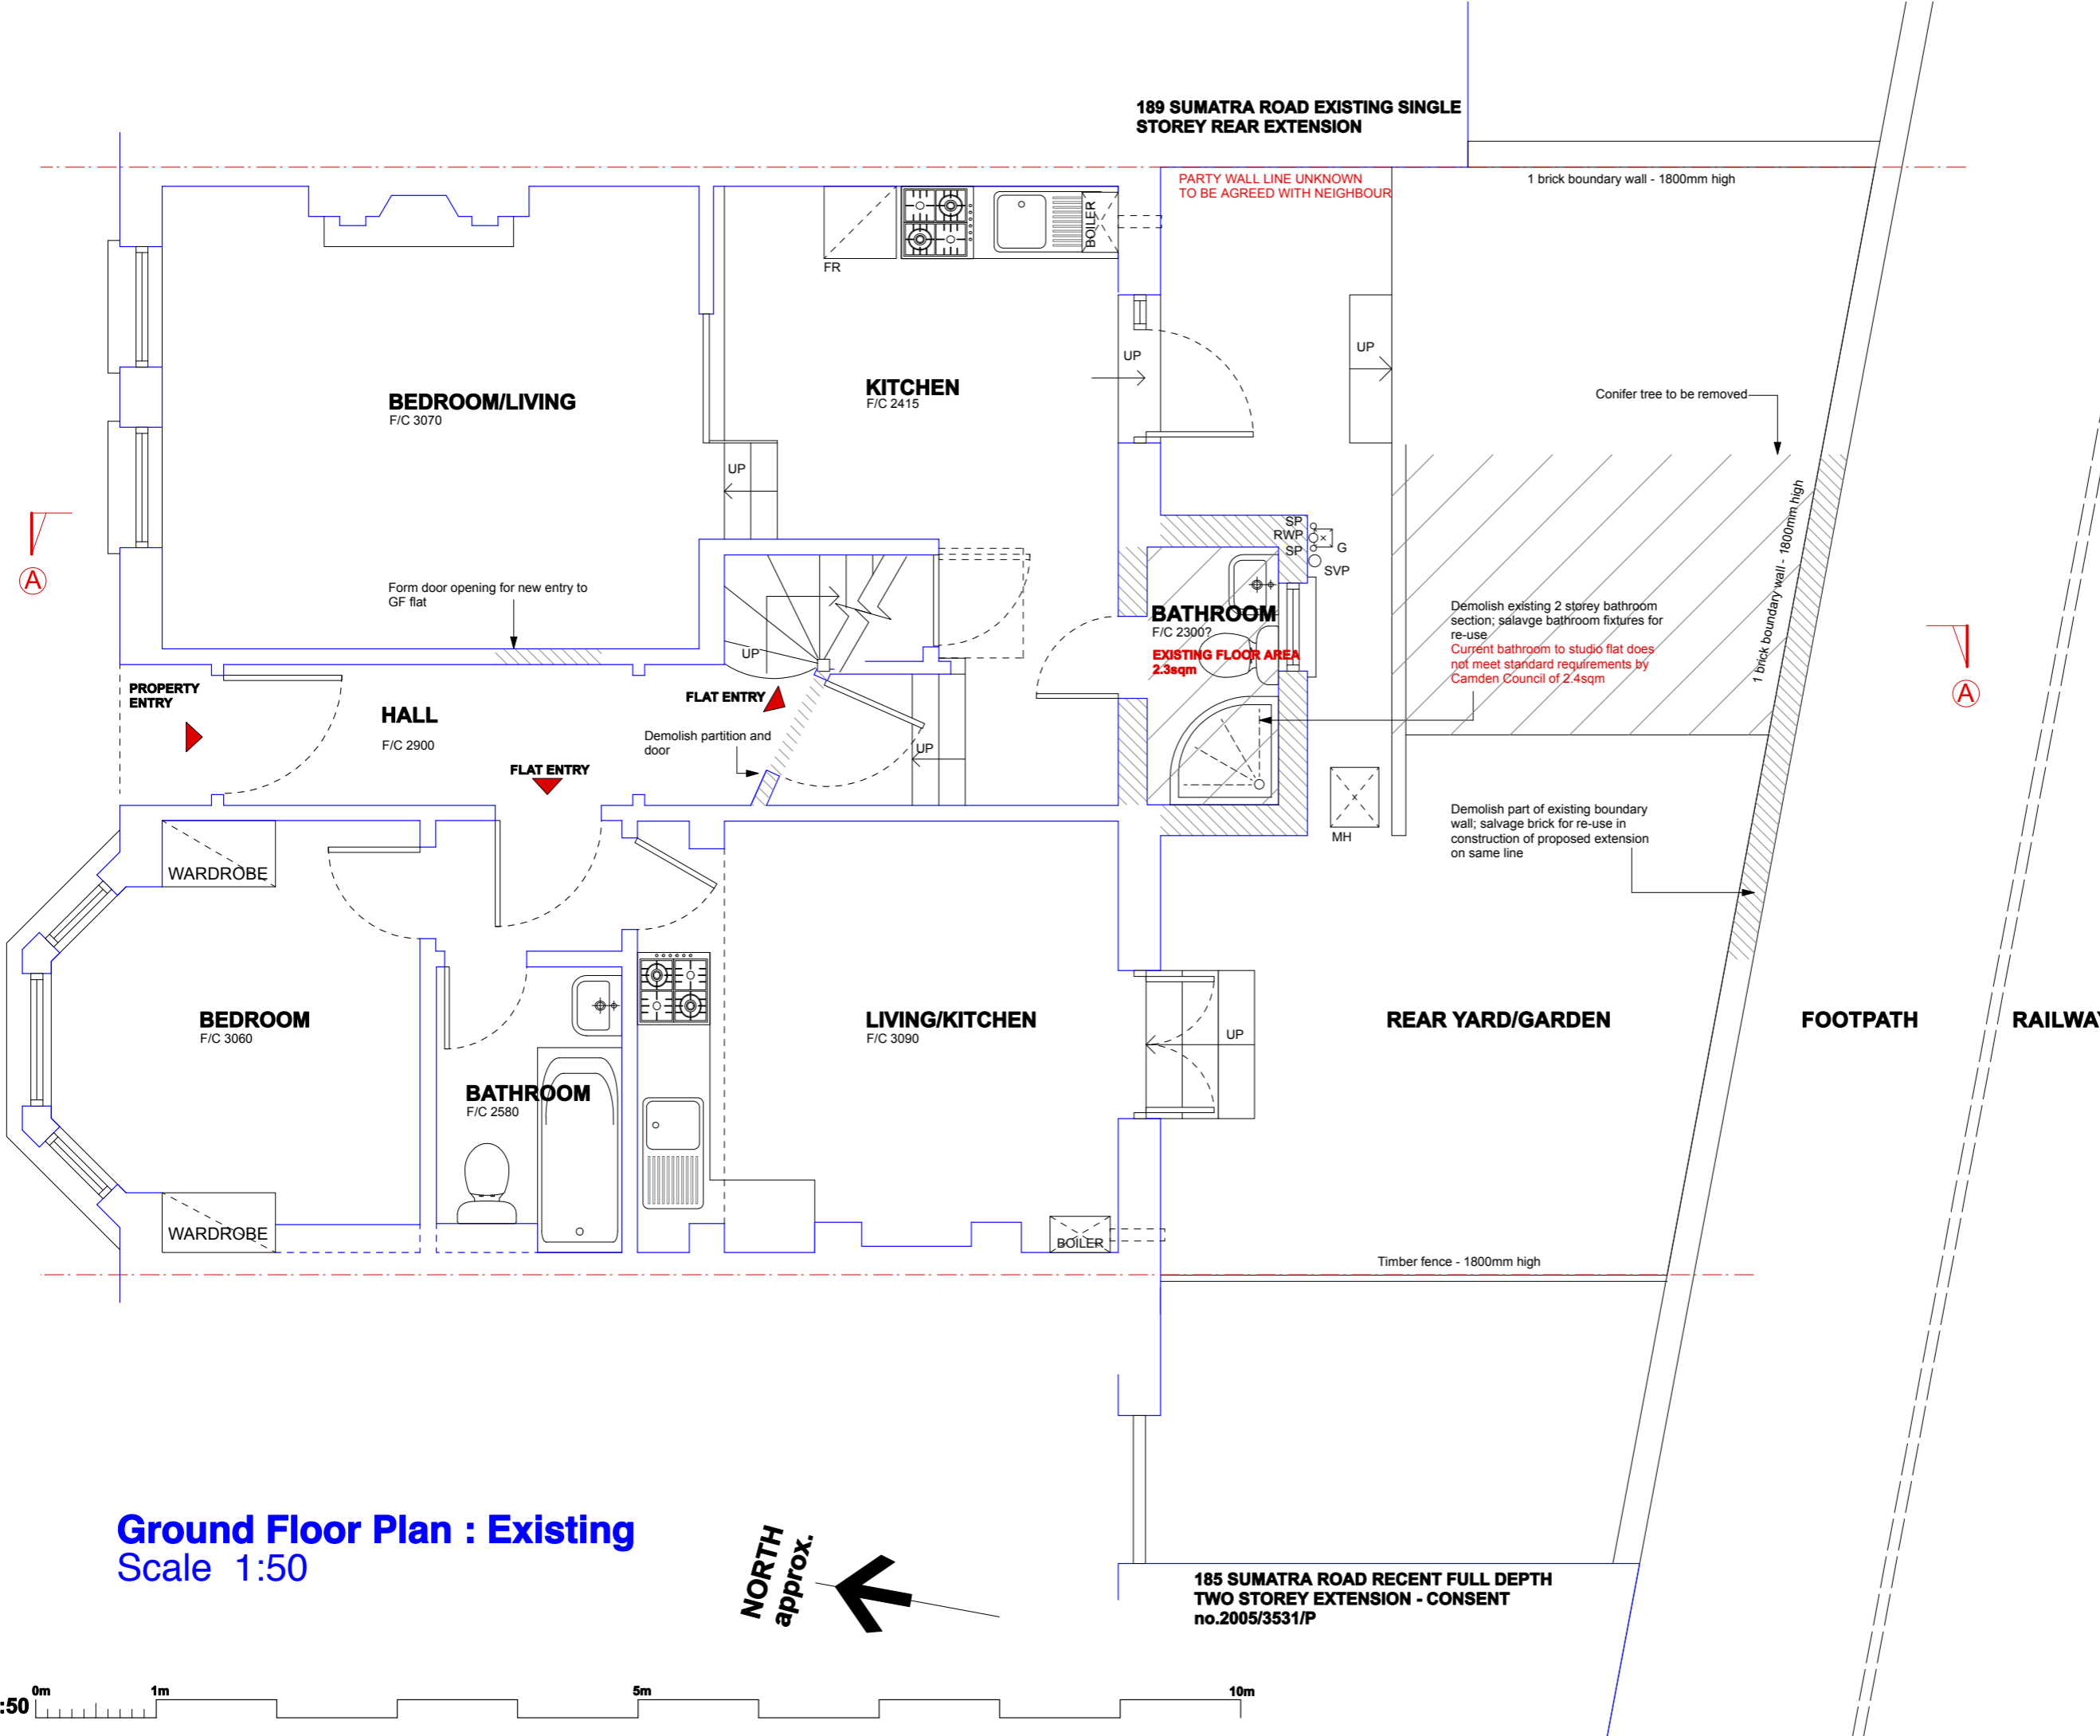 189 SUMATRA ROAD EXISTING SINGLE
STOREY REAR EXTENSION
PARTY WALL LINE UNKNOWN
TO BE AGREED WITH NEIGHBOUR
1 brick boundary wall - 1800mm high
BOILER
FR
UP
UP
BEDROOM/LIVING
F/C 3070
KITCHEN
F/C 2415
Conifer tree to be removed
UP
1 brick boundary wall - 1800mm high
SP
RWP
SP
G
SVP
A
Form door opening for new entry to
GF flat
BATHROOM
F/C 2300?
EXISTING FLOOR AREA
2.3sqm
Demolish existing 2 storey bathroom
section; salavge bathroom fixtures for
re-use
Current bathroom to studio flat does
not meet standard requirements by
Camden Council of 2.4sqm
A
UP
PROPERTY
ENTRY
HALL
F/C 2900
FLAT ENTRY
Demolish partition and
door
UP
FLAT ENTRY
MH
Demolish part of existing boundary
wall; salvage brick for re-use in
construction of proposed extension
on same line
WARDROBE
BEDROOM
F/C 3060
LIVING/KITCHEN
F/C 3090
UP
REAR YARD/GARDEN
FOOTPATH
RAILWAY
BATHROOM
F/C 2580
WARDROBE
BOILER
Timber fence - 1800mm high
Ground Floor Plan : Existing
Scale 1:50
NORTH
approx.
185 SUMATRA ROAD RECENT FULL DEPTH
TWO STOREY EXTENSION - CONSENT
no.2005/3531/P
:50
0m
1m
5m
10m